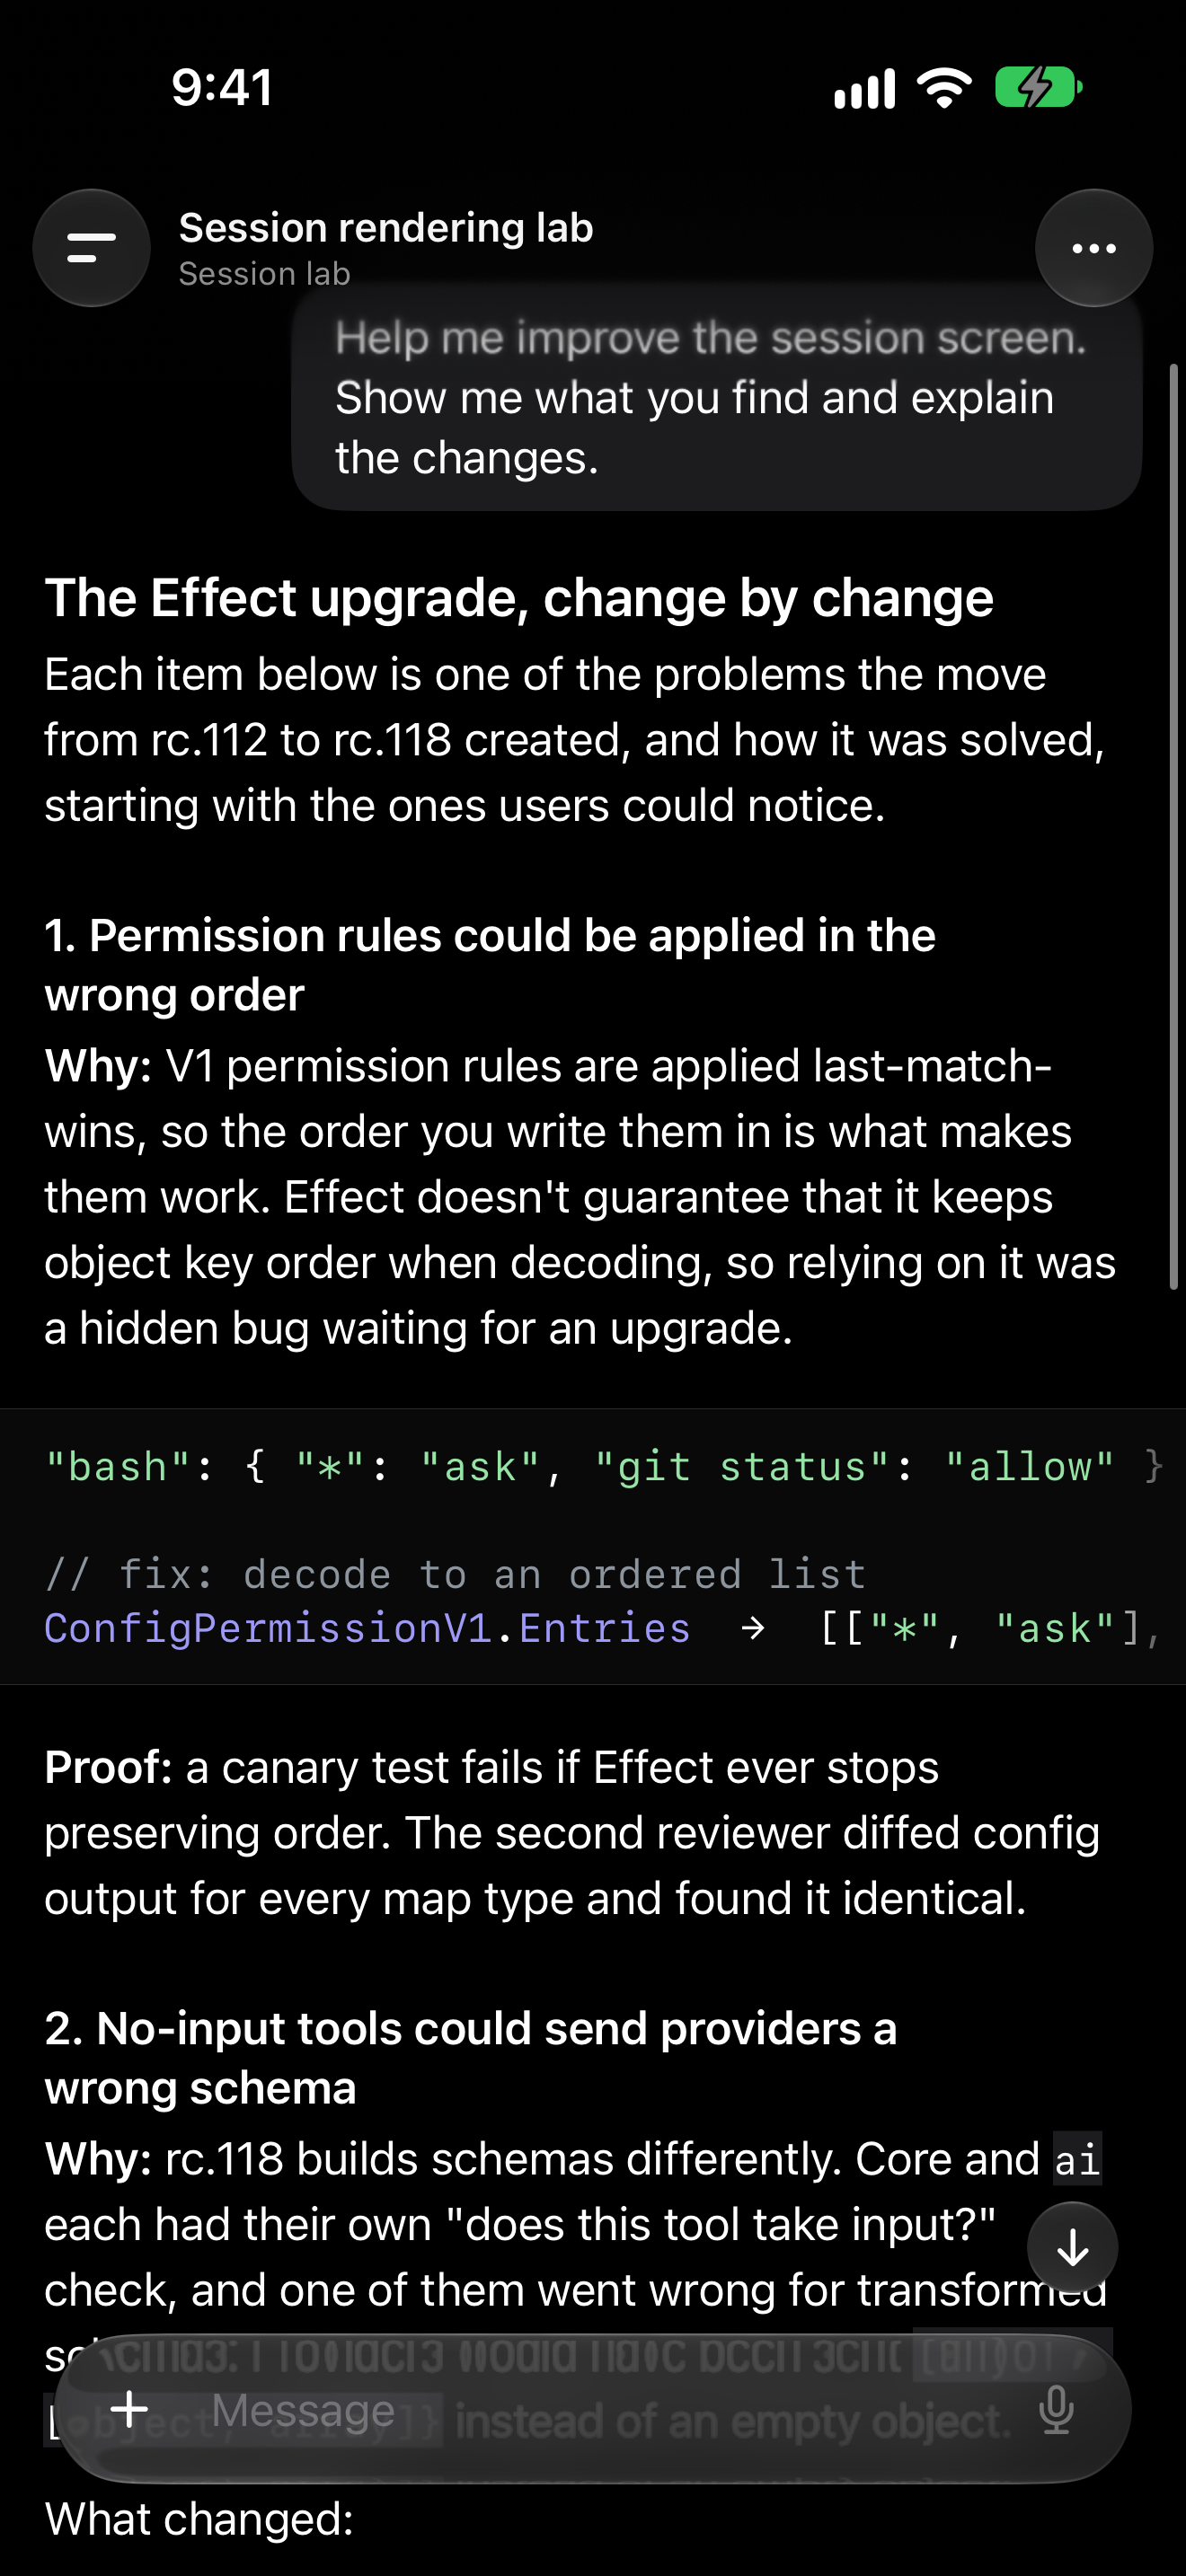 9:41
Session rendering lab
Session lab
Help me improve the session screen.
Show me what you find and explain
the changes.
The Effect upgrade, change by change
Each item below is one of the problems the move
from rc.112 to rc.118 created, and how it was solved,
starting with the ones users could notice.
1. Permission rules could be applied in the
wrong order
Why: V1 permission rules are applied last-match-
wins, so the order you write them in is what makes
them work. Effect doesn't guarantee that it keeps
object key order when decoding, so relying on it was
a hidden bug waiting for an upgrade.
"bash": { "*": "ask", "git status": "allow" }
// fix: decode to an ordered list
ConfigPermissionV1.Entries → [["*", "ask"],
Proof: a canary test fails if Effect ever stops
preserving order. The second reviewer diffed config
output for every map type and found it identical.
2. No-input tools could send providers a
wrong schema
Why: rc.118 builds schemas differently. Core and ai
each had their own "does this tool take input?"
check, and one of them went wrong for transformed
instead of an empty object.
Message
What changed: